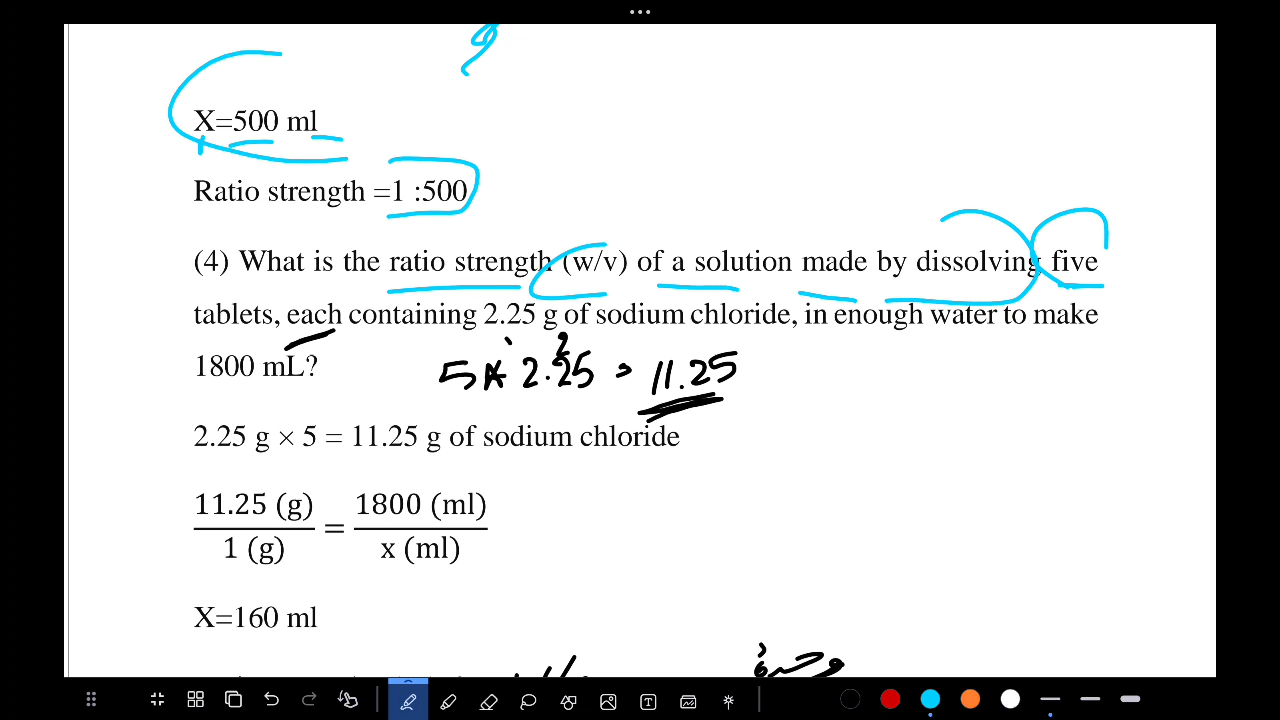 X=500 ml
Ratio strength =1 :500
(4) What is the ratio strength (w/v) of a solution made by dissolving five
tablets, each containing 2.25 g of sodium chloride, in enough water to make
1800 mL?
5 * 2.25 = 11.25
2.25 g × 5 = 11.25 g of sodium chloride
11.25 (g) / 1 (g) = 1800 (ml) / x (ml)
X=160 ml